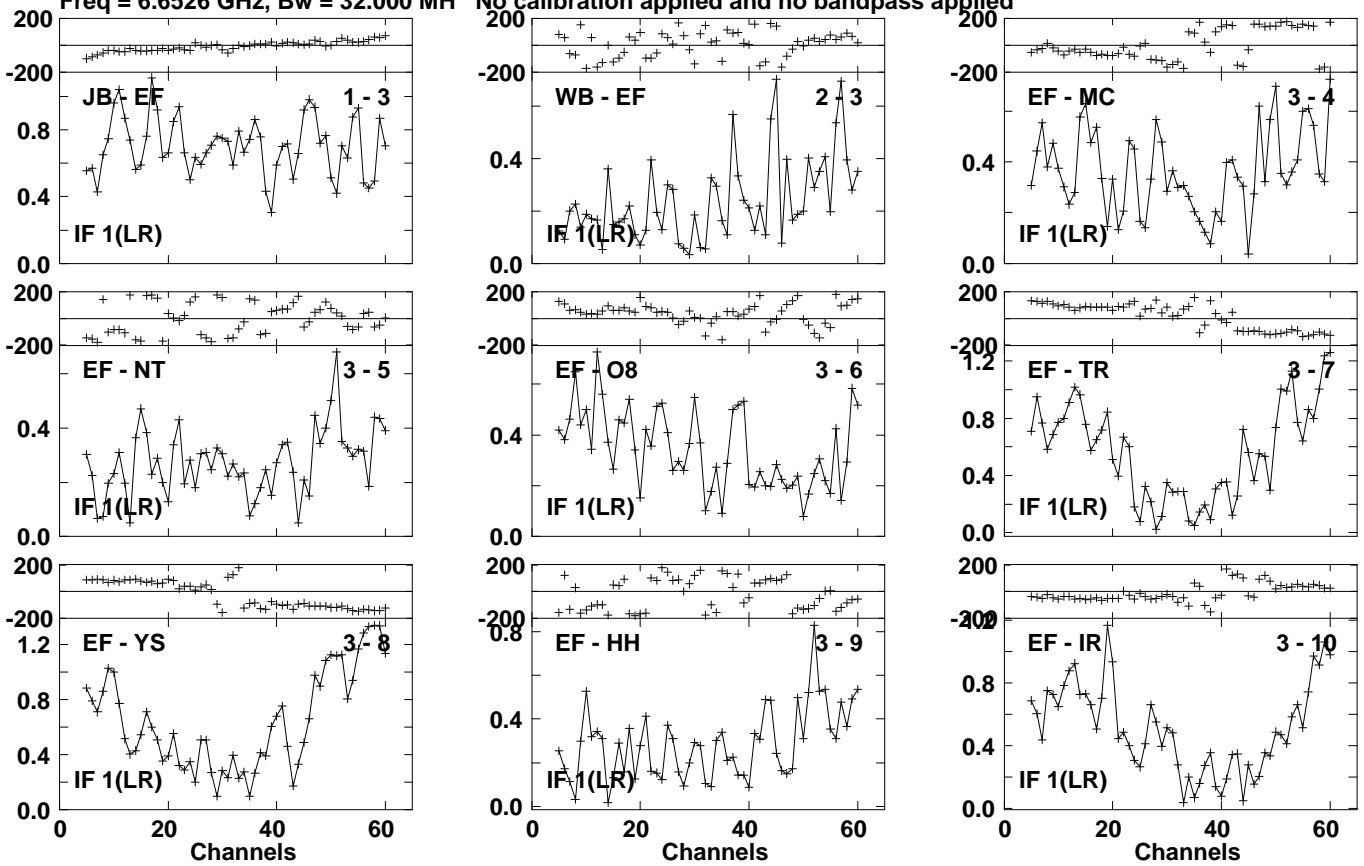 Freq = 6.6526 GHz, Bw = 32.000 MH No calibration applied and no bandpass applied
200
-200
JB - EF 1 - 3
0.8
0.4
0.0
IF 1(LR)
200
-200
WB - EF 2 - 3
0.4
0.0
IF 1(LR)
200
-200
EF - MC 3 - 4
0.4
0.0
IF 1(LR)
200
-200
EF - NT 3 - 5
0.4
0.0
IF 1(LR)
200
-200
EF - O8 3 - 6
0.4
0.0
IF 1(LR)
200
-200
1.2
EF - TR 3 - 7
0.8
0.4
0.0
IF 1(LR)
200
-200
1.2
EF - YS 3 - 8
0.8
0.4
0.0
IF 1(LR)
0 20 40 60
Channels
200
-200
0.8
EF - HH 3 - 9
0.4
0.0
IF 1(LR)
0 20 40 60
Channels
200
-200
1.2
EF - IR 3 - 10
0.8
0.4
0.0
IF 1(LR)
0 20 40 60
Channels